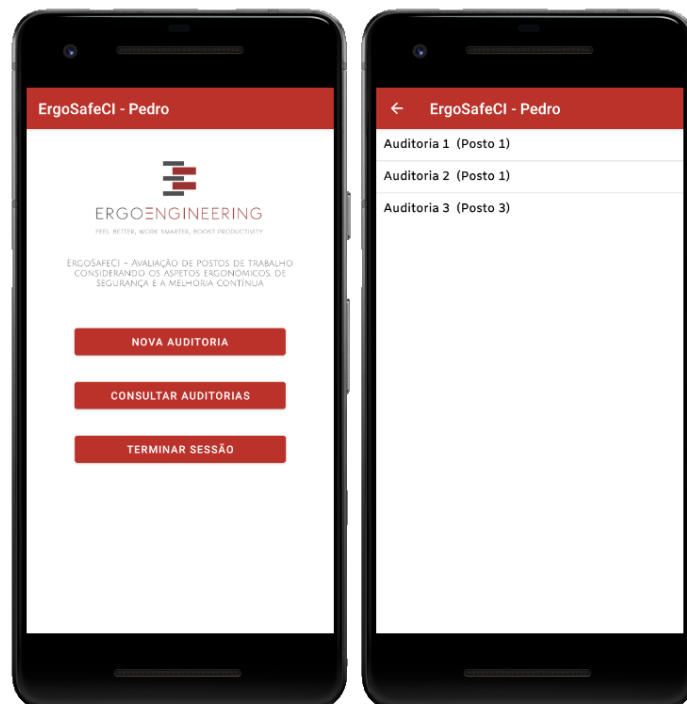 ErgoSafeCI - Pedro
ERGOENGINEERING
FEEL BETTER, WORK SMARTER, BOOST PRODUCTIVITY
ErgoSafeCI – Avaliação de postos de trabalho
considerando os aspetos ergonómicos, de
segurança e a melhoria contínua
NOVA AUDITORIA
CONSULTAR AUDITORIAS
TERMINAR SESSÃO
← ErgoSafeCI - Pedro
Auditoria 1 (Posto 1)
Auditoria 2 (Posto 1)
Auditoria 3 (Posto 3)